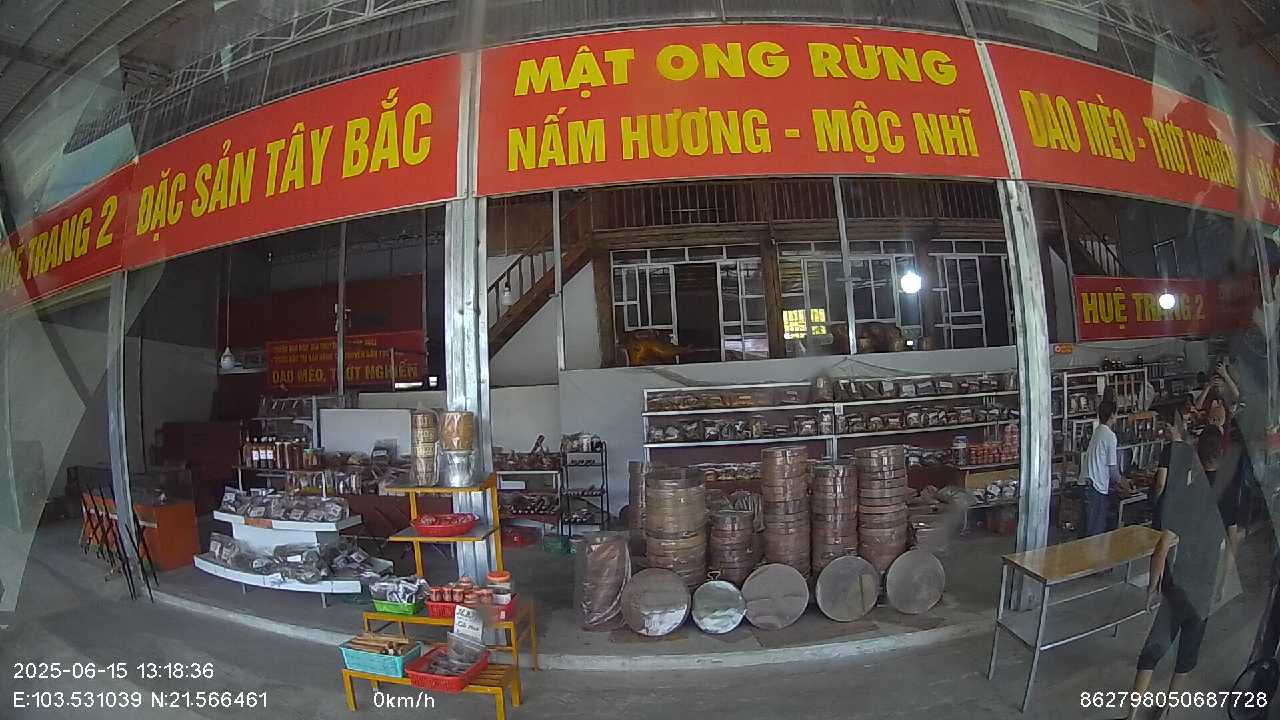 HUỆ TRANG 2
ĐẶC SẢN TÂY BẮC
MẬT ONG RỪNG
NẤM HƯƠNG - MỘC NHĨ
DAO MÈO - THỚT NGHIẾN
HUỆ TRANG 2
DAO MÈO, THỚT NGHIẾN
2025-06-15 13:18:36
E:103.531039 N:21.566461
0km/h
862798050687728